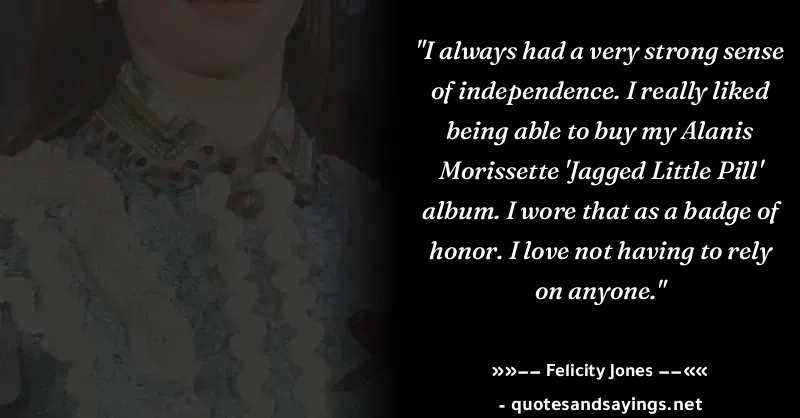 "I always had a very strong sense
of independence. I really liked
being able to buy my Alanis
Morissette 'Jagged Little Pill'
album. I wore that as a badge of
honor. I love not having to rely
on anyone."
»»−− Felicity Jones −−««
- quotesandsayings.net